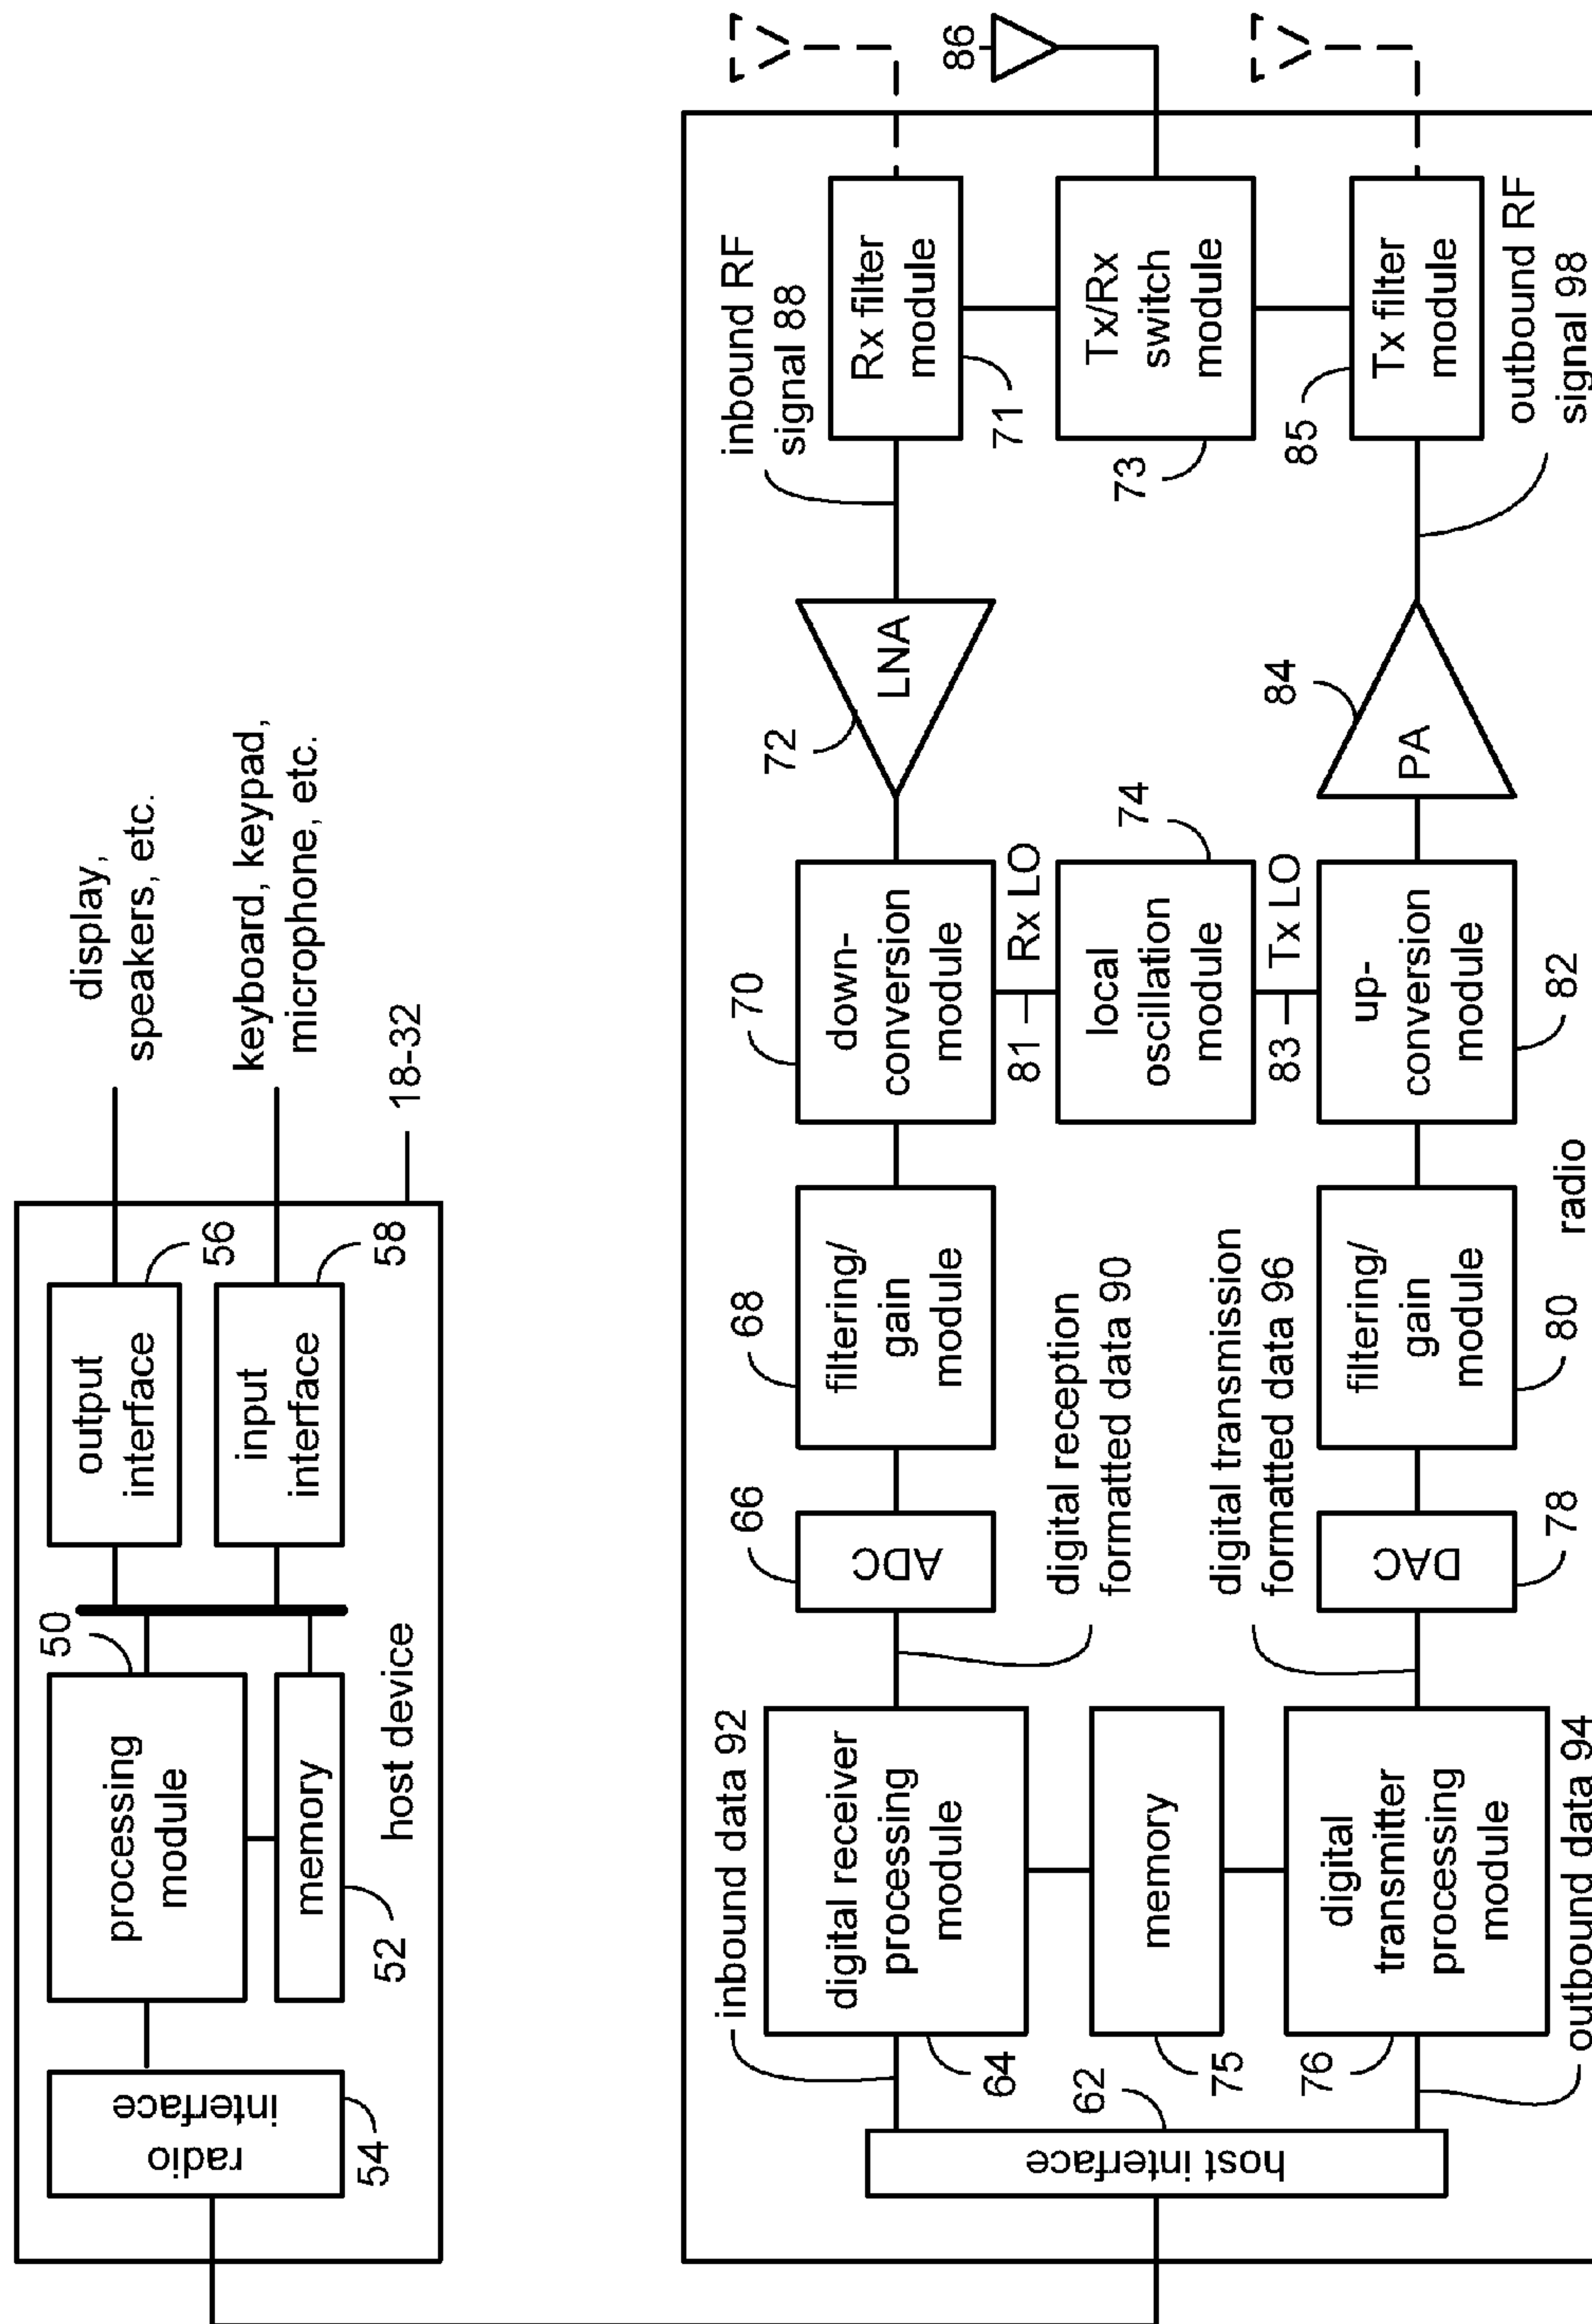 display,
speakers, etc.
keyboard, keypad,
microphone, etc.
18-32
output
interface
56
input
interface
58
50
processing
module
memory
52
host device
radio
interface
54
86
inbound RF
signal 88
Rx filter
module
71
Tx/Rx
switch
module
73
Tx filter
module
85
outbound RF
signal 98
LNA
72
PA
84
down-
conversion
module
70
81
Rx LO
local
oscillation
module
74
83
Tx LO
up-
conversion
module
82
filtering/
gain
module
68
filtering/
gain
module
80
radio
ADC
66
digital reception
formatted data 90
digital transmission
formatted data 96
DAC
78
inbound data 92
digital receiver
processing
module
64
memory
75
digital
transmitter
processing
module
76
outbound data 94
host interface
62